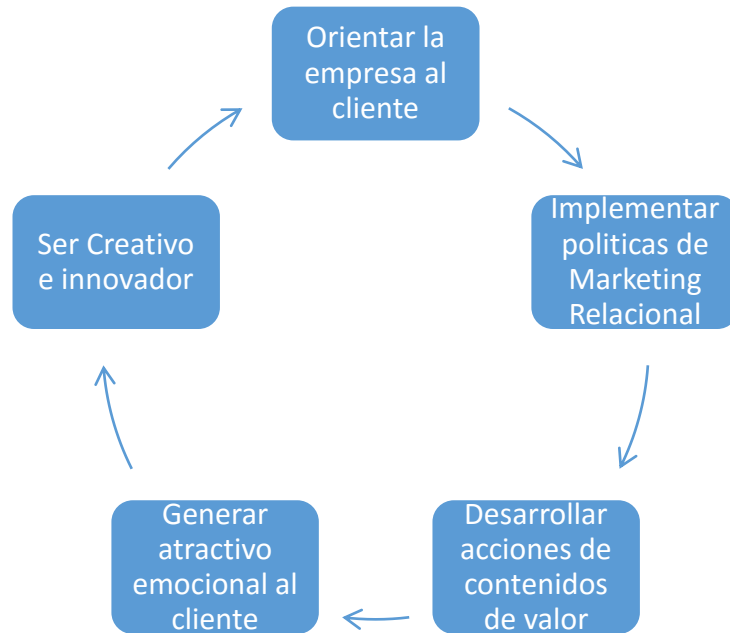 Orientar la
empresa al
cliente
Implementar
politicas de
Marketing
Relacional
Desarrollar
acciones de
contenidos
de valor
Generar
atractivo
emocional al
cliente
Ser Creativo
e innovador